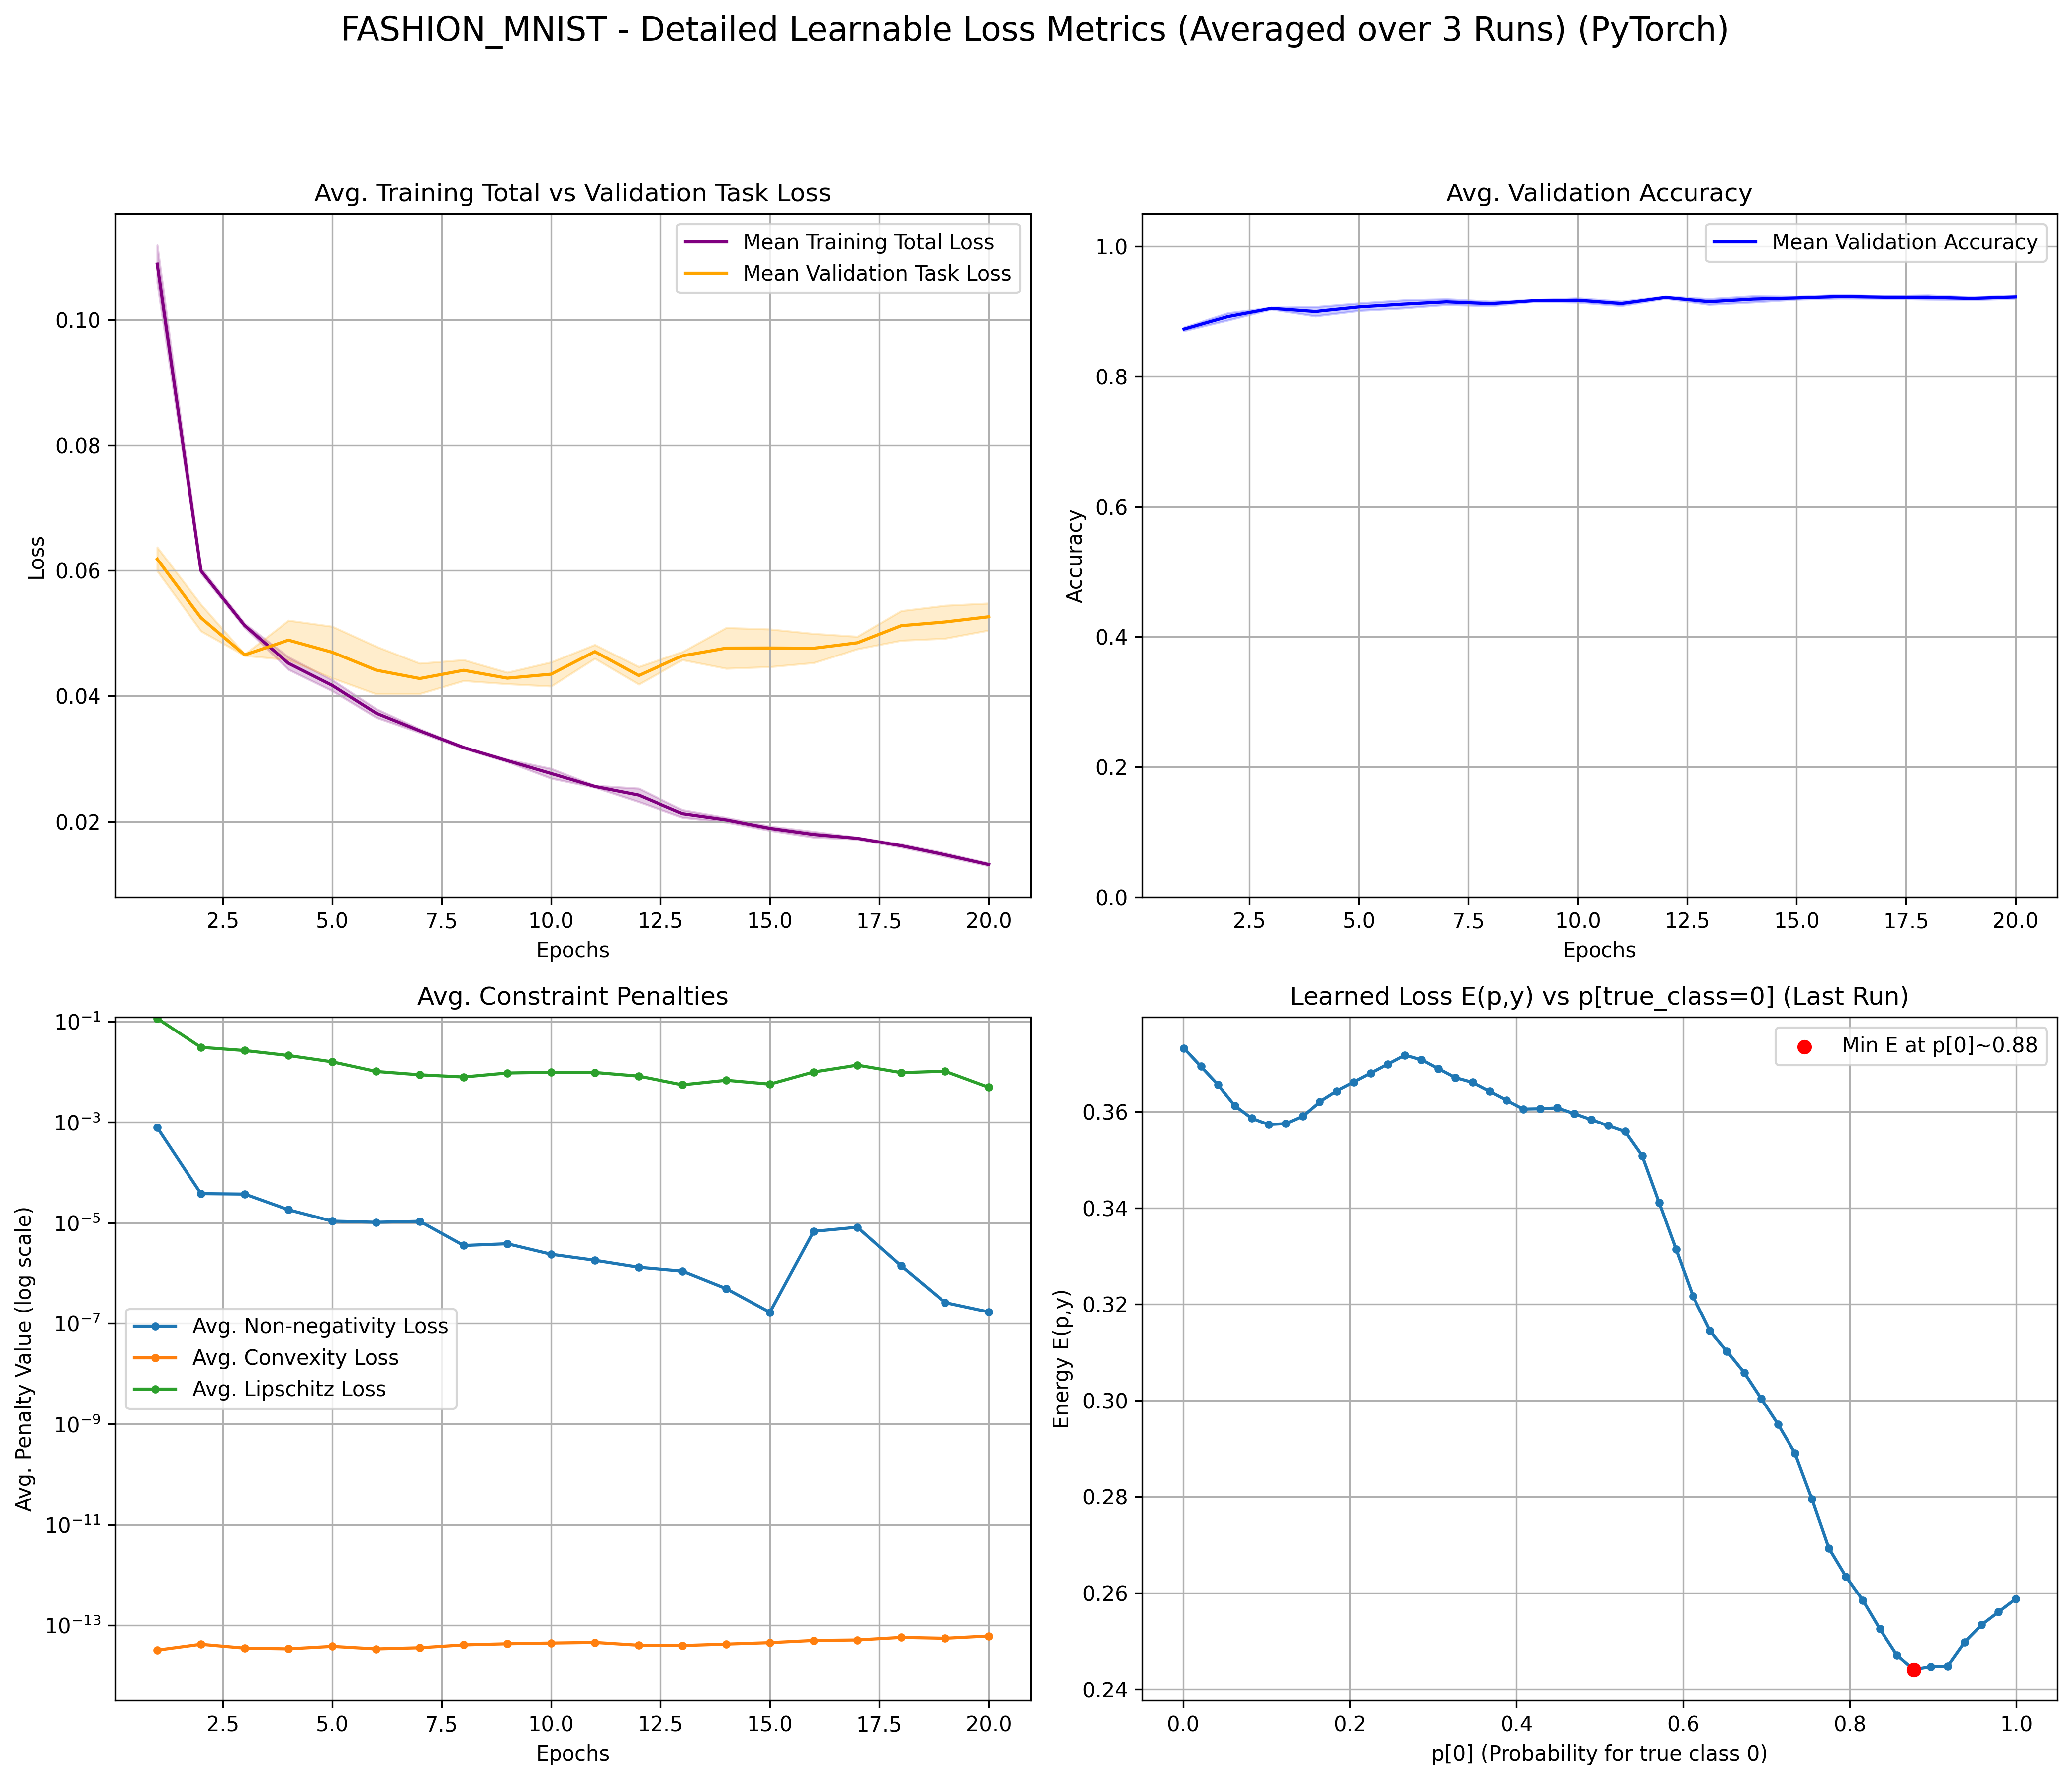 FASHION_MNIST - Detailed Learnable Loss Metrics (Averaged over 3 Runs) (PyTorch)
Avg. Training Total vs Validation Task Loss
Mean Training Total Loss
Mean Validation Task Loss
Loss
0.10
0.08
0.06
0.04
0.02
2.5 5.0 7.5 10.0 12.5 15.0 17.5 20.0
Epochs
Avg. Validation Accuracy
Mean Validation Accuracy
Accuracy
1.0
0.8
0.6
0.4
0.2
0.0
2.5 5.0 7.5 10.0 12.5 15.0 17.5 20.0
Epochs
Avg. Constraint Penalties
Avg. Penalty Value (log scale)
10⁻¹
10⁻³
10⁻⁵
10⁻⁷
10⁻⁹
10⁻¹¹
10⁻¹³
Avg. Non-negativity Loss
Avg. Convexity Loss
Avg. Lipschitz Loss
2.5 5.0 7.5 10.0 12.5 15.0 17.5 20.0
Epochs
Learned Loss E(p,y) vs p[true_class=0] (Last Run)
Min E at p[0]~0.88
Energy E(p,y)
0.36
0.34
0.32
0.30
0.28
0.26
0.24
0.0 0.2 0.4 0.6 0.8 1.0
p[0] (Probability for true class 0)